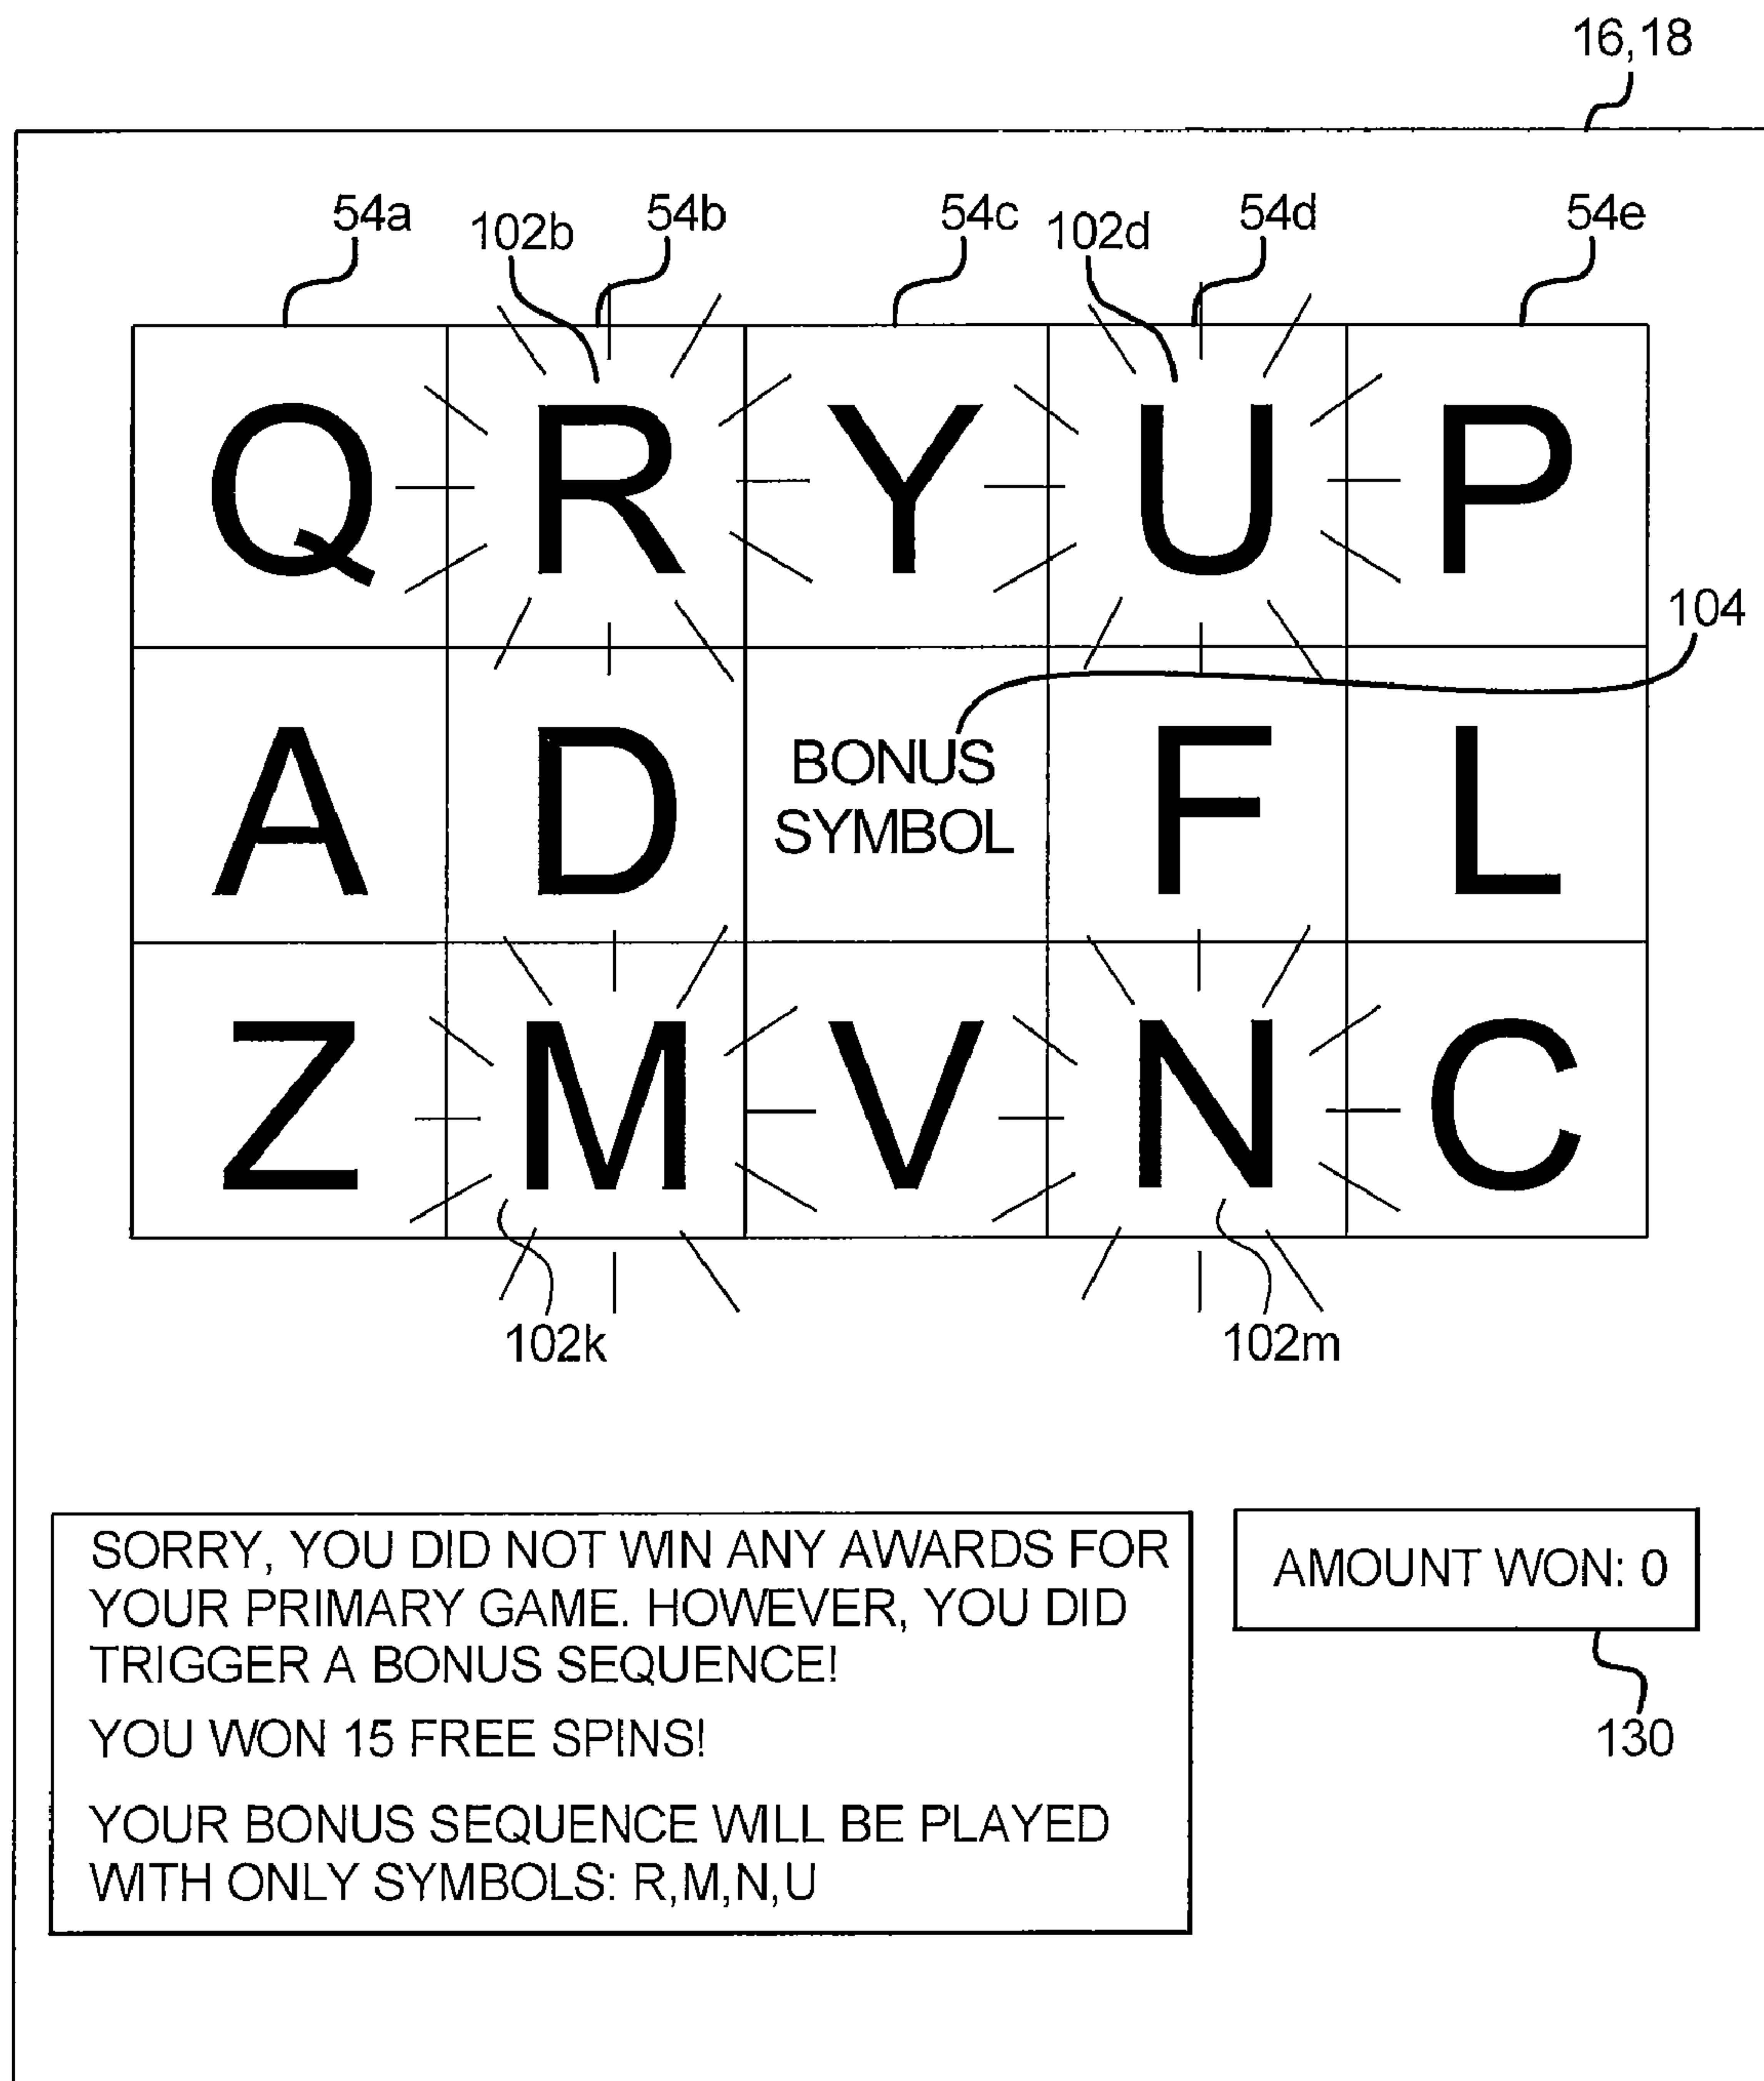 16,18
54a 102b 54b 54c 102d 54d 54e
Q R Y U P
104
A D BONUS SYMBOL F L
Z M V N C
102k 102m
SORRY, YOU DID NOT WIN ANY AWARDS FOR
YOUR PRIMARY GAME. HOWEVER, YOU DID
TRIGGER A BONUS SEQUENCE!
YOU WON 15 FREE SPINS!
YOUR BONUS SEQUENCE WILL BE PLAYED
WITH ONLY SYMBOLS: R,M,N,U
AMOUNT WON: 0
130